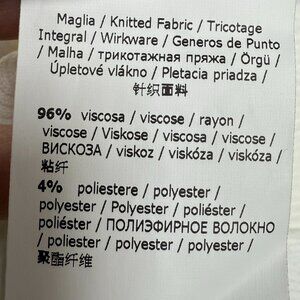 Maglia / Knitted Fabric / Tricotage
Integral / Wirkware / Generos de Punto
/ Malha / трикотажная пряжа / Örgü /
Úpletové vlákno / Pletacia priadza /
针织面料
96% viscosa / viscose / rayon /
viscose / Viskose / viscosa / viscose /
ВИСКОЗА / viskoz / viskóza / viskóza /
粘纤
4% poliestere / polyester /
polyester / Polyester / poliéster /
poliéster / ПОЛИЭФИРНОЕ ВОЛОКНО
/ poliester / polyester / polyester /
聚酯纤维